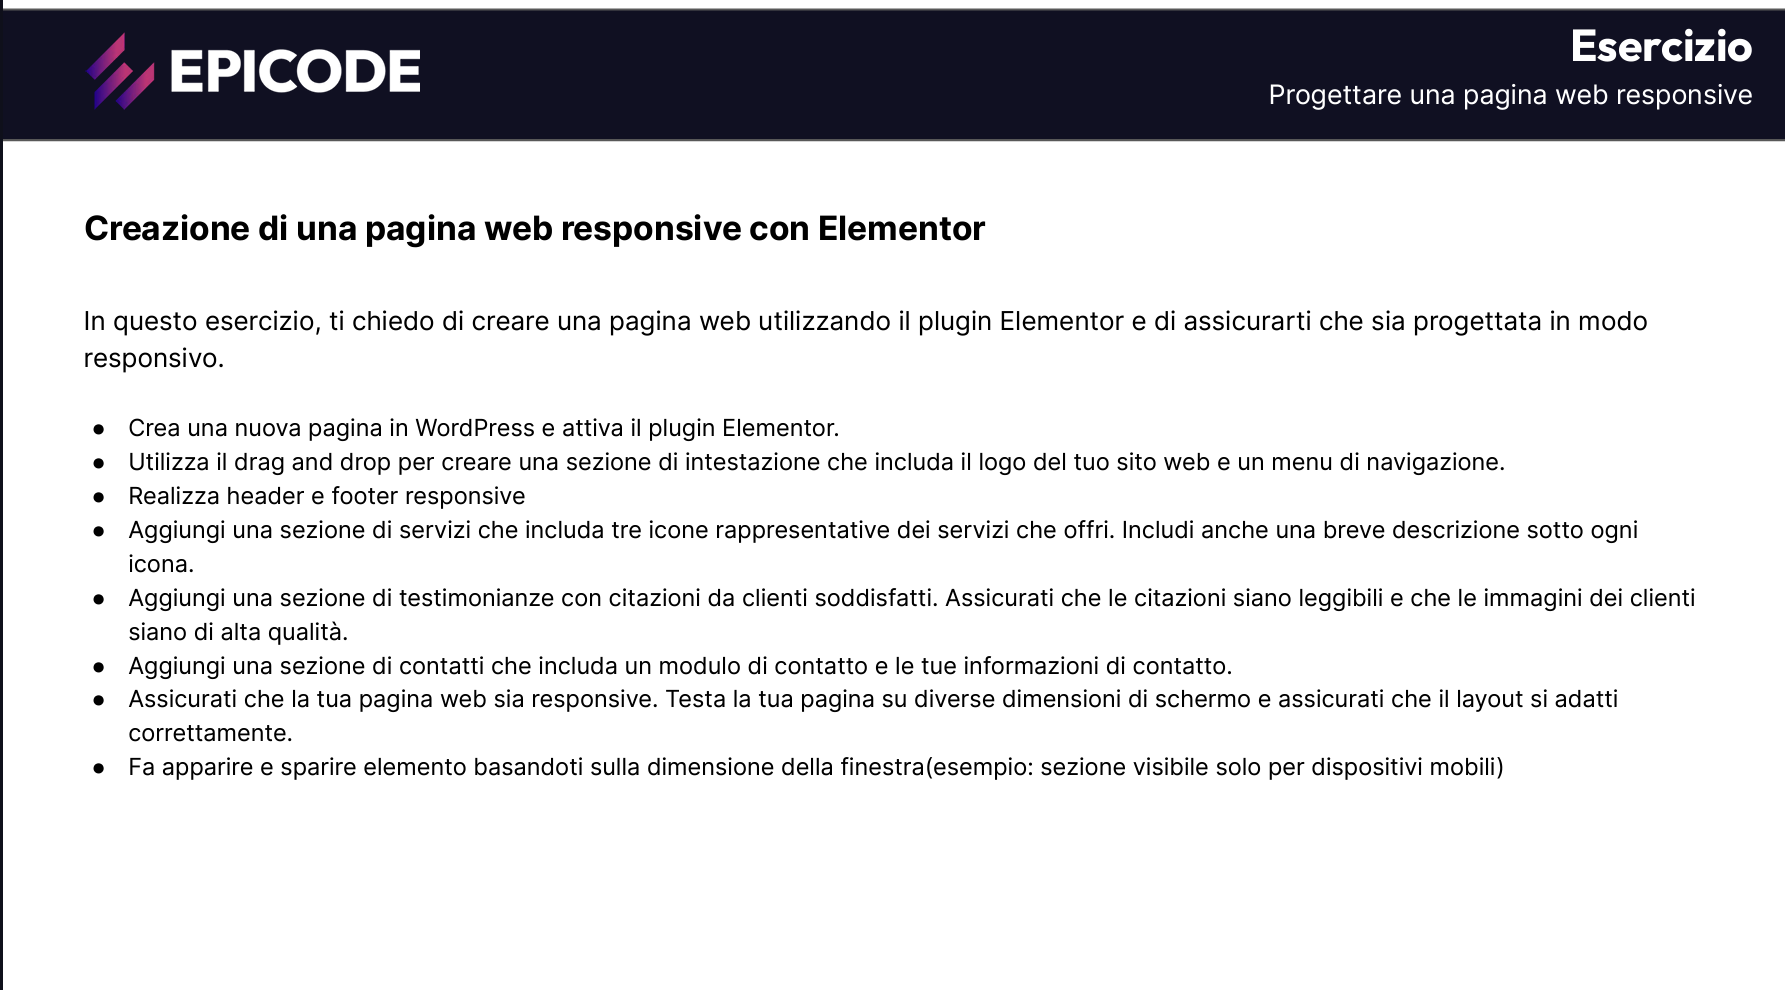 EPICODE
Esercizio
Progettare una pagina web responsive
Creazione di una pagina web responsive con Elementor
In questo esercizio, ti chiedo di creare una pagina web utilizzando il plugin Elementor e di assicurarti che sia progettata in modo
responsivo.
● Crea una nuova pagina in WordPress e attiva il plugin Elementor.
● Utilizza il drag and drop per creare una sezione di intestazione che includa il logo del tuo sito web e un menu di navigazione.
● Realizza header e footer responsive
● Aggiungi una sezione di servizi che includa tre icone rappresentative dei servizi che offri. Includi anche una breve descrizione sotto ogni
icona.
● Aggiungi una sezione di testimonianze con citazioni da clienti soddisfatti. Assicurati che le citazioni siano leggibili e che le immagini dei clienti
siano di alta qualità.
● Aggiungi una sezione di contatti che includa un modulo di contatto e le tue informazioni di contatto.
● Assicurati che la tua pagina web sia responsive. Testa la tua pagina su diverse dimensioni di schermo e assicurati che il layout si adatti
correttamente.
● Fa apparire e sparire elemento basandoti sulla dimensione della finestra(esempio: sezione visibile solo per dispositivi mobili)